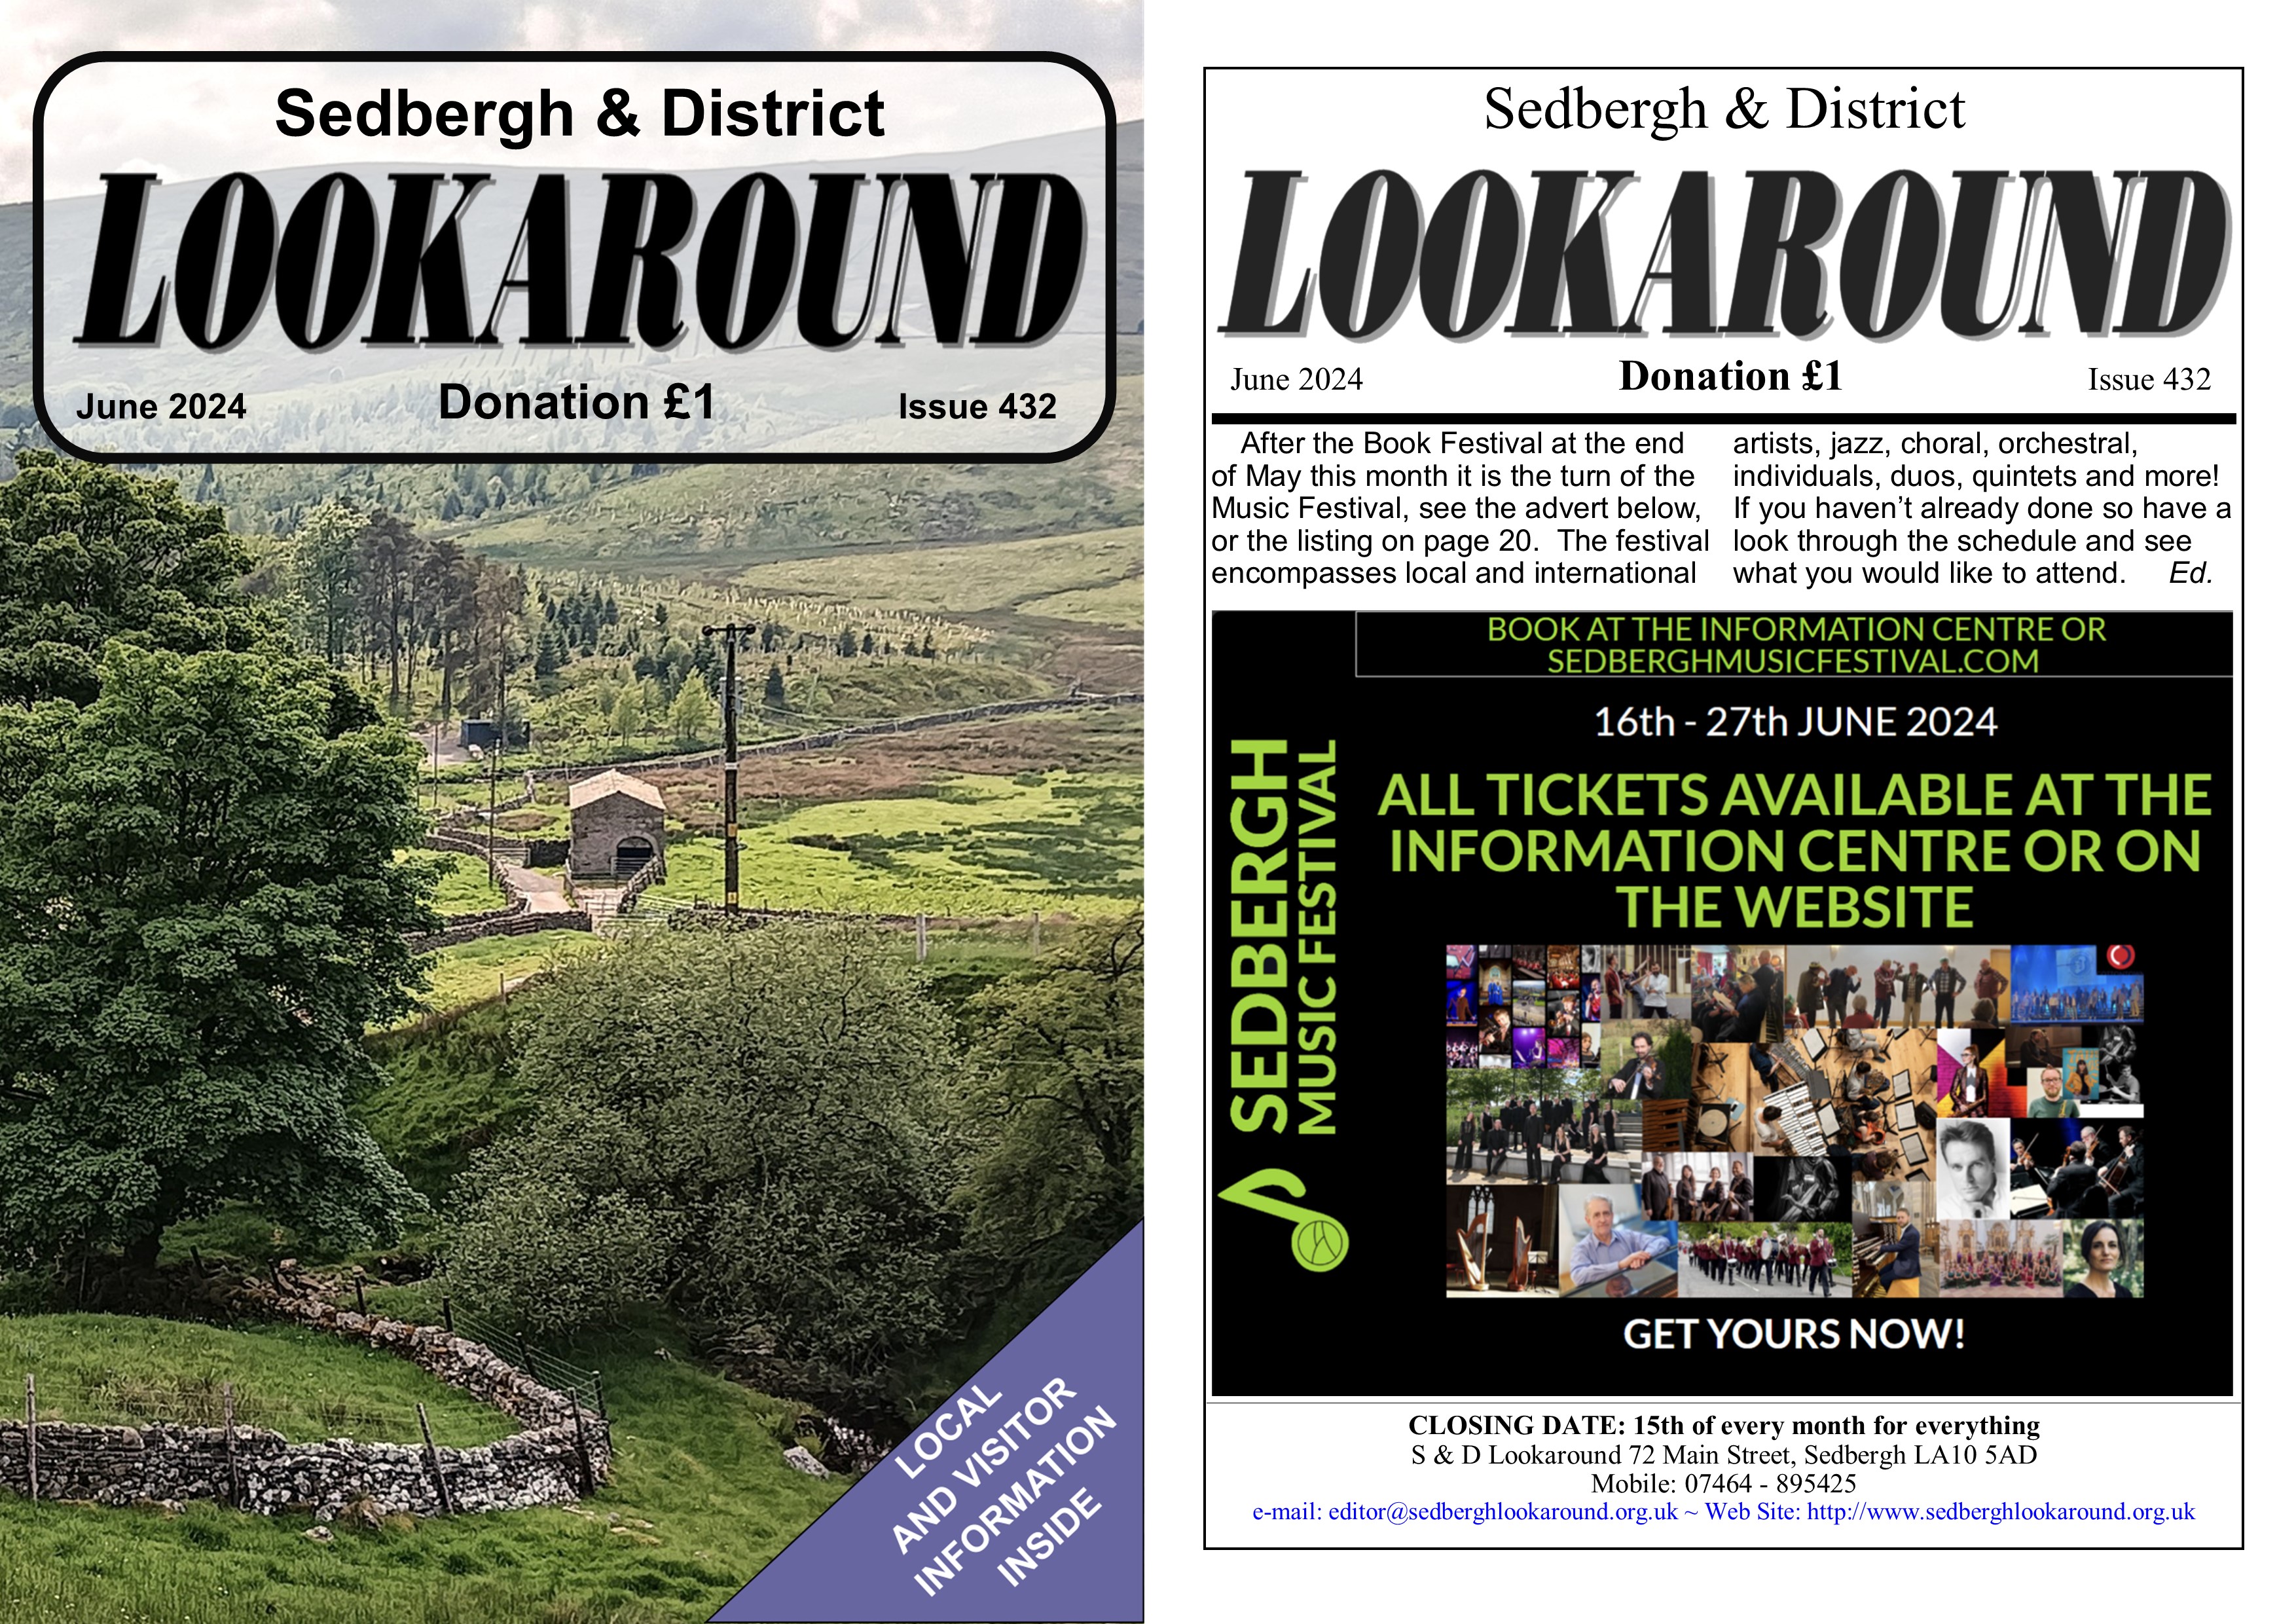 Sedbergh & District
LOOKAROUND
June 2024 Donation £1 Issue 432
LOCAL
AND VISITOR
INFORMATION
INSIDE
Sedbergh & District
LOOKAROUND
June 2024 Donation £1 Issue 432
After the Book Festival at the end
of May this month it is the turn of the
Music Festival, see the advert below,
or the listing on page 20.  The festival
encompasses local and international
artists, jazz, choral, orchestral,
individuals, duos, quintets and more!
If you haven’t already done so have a
look through the schedule and see
what you would like to attend. Ed.
BOOK AT THE INFORMATION CENTRE OR
SEDBERGHMUSICFESTIVAL.COM
16th - 27th JUNE 2024
SEDBERGH
MUSIC FESTIVAL
ALL TICKETS AVAILABLE AT THE
INFORMATION CENTRE OR ON
THE WEBSITE
GET YOURS NOW!
CLOSING DATE: 15th of every month for everything
S & D Lookaround 72 Main Street, Sedbergh LA10 5AD
Mobile: 07464 - 895425
e-mail: editor@sedberghlookaround.org.uk ~ Web Site: http://www.sedberghlookaround.org.uk